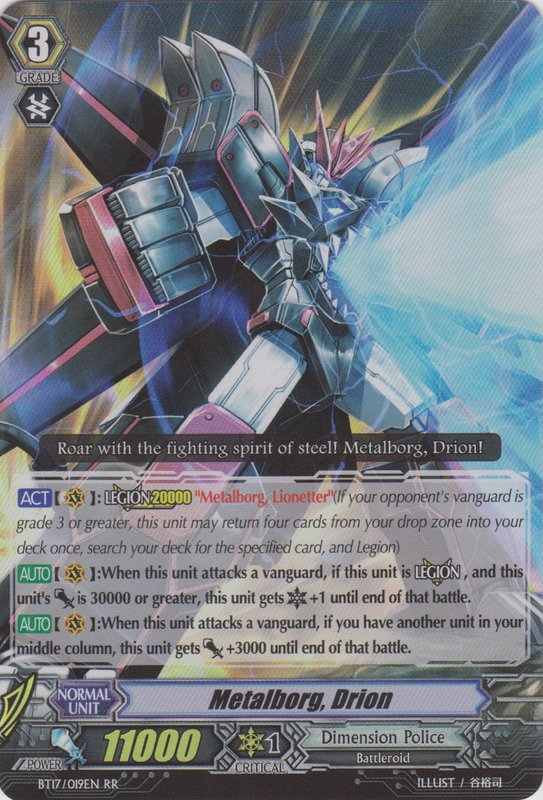 3
GRADE
Roar with the fighting spirit of steel! Metalborg, Drion!
ACT【 】: LEGION 20000 "Metalborg, Lionetter"(If your opponent's vanguard is
grade 3 or greater, this unit may return four cards from your drop zone into your
deck once, search your deck for the specified card, and Legion)
AUTO【 】:When this unit attacks a vanguard, if this unit is LEGION , and this
unit's is 30000 or greater, this unit gets +1 until end of that battle.
AUTO【 】:When this unit attacks a vanguard, if you have another unit in your
middle column, this unit gets +3000 until end of that battle.
NORMAL
UNIT
Metalborg, Drion
POWER
11000
1
CRITICAL
Dimension Police
Battleroid
BT17/019EN RR
ILLUST / 谷裕司